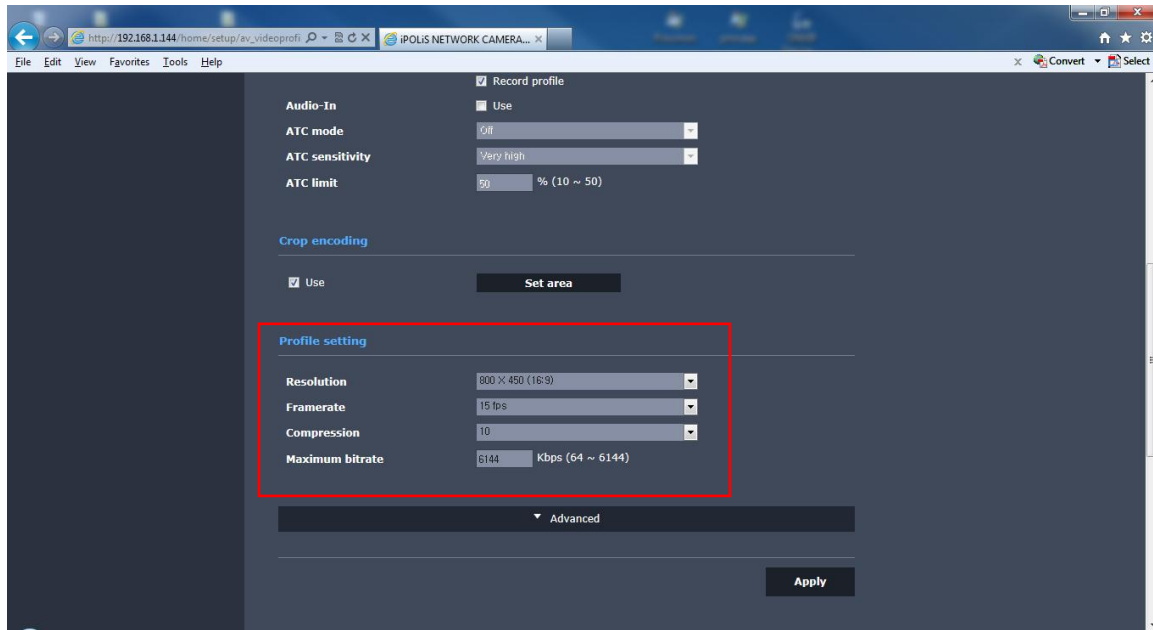 http://192.168.1.144/home/setup/av_videoprofi
iPOLiS NETWORK CAMERA...
File Edit View Favorites Tools Help
Convert Select
Record profile
Audio-In Use
ATC mode Off
ATC sensitivity Very high
ATC limit 50 % (10 ~ 50)
Crop encoding
Use Set area
Profile setting
Resolution 800 X 450 (16:9)
Framerate 15 fps
Compression 10
Maximum bitrate 6144 Kbps (64 ~ 6144)
Advanced
Apply